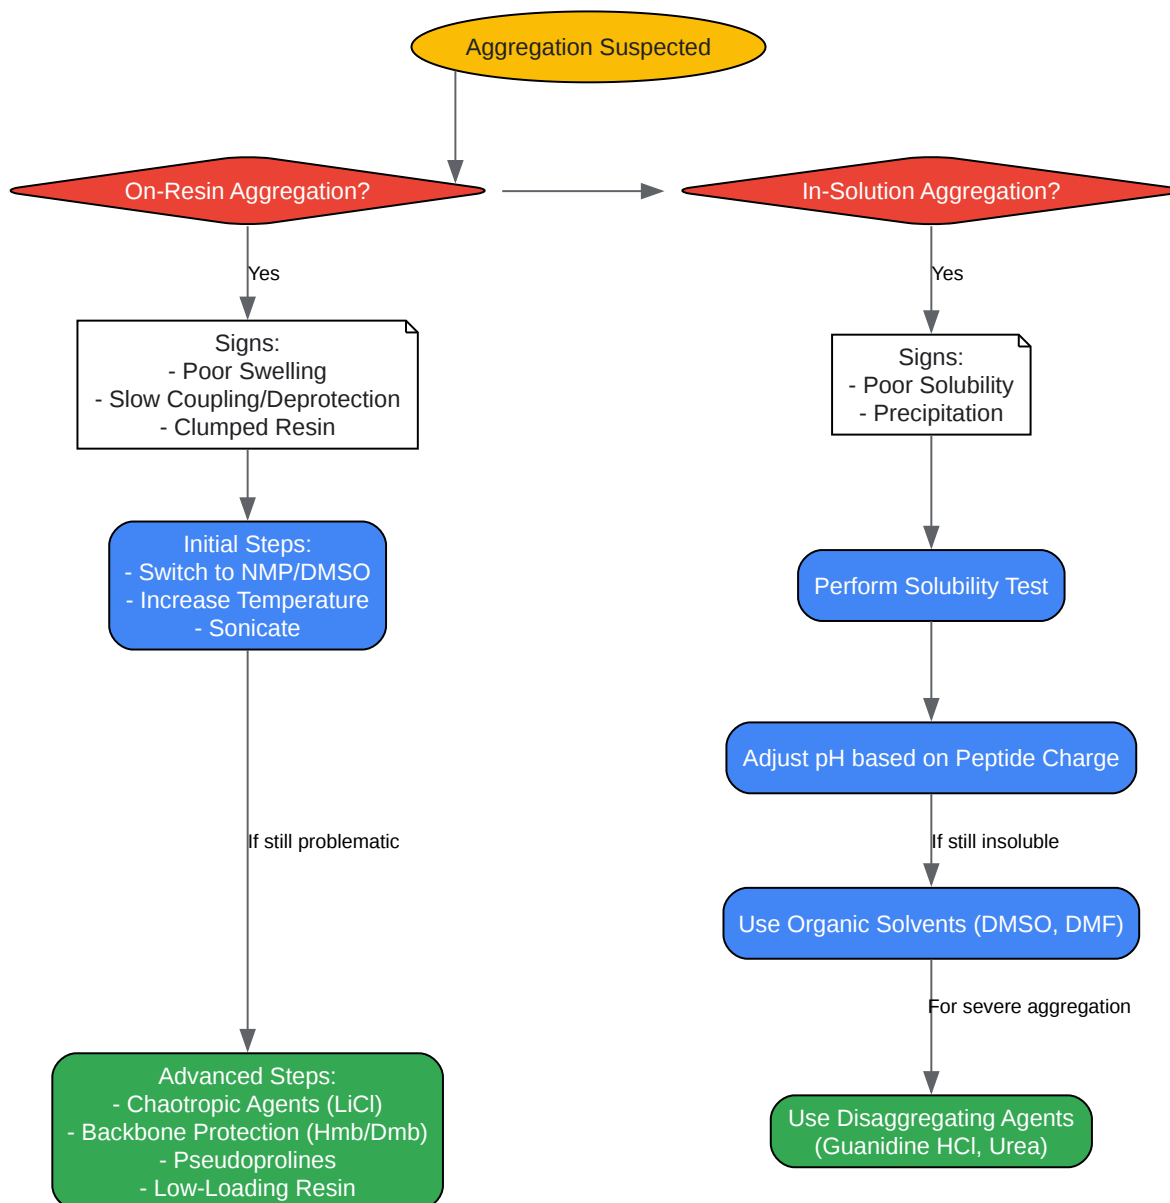 Aggregation Suspected
On-Resin Aggregation?
In-Solution Aggregation?
Yes
Yes
Signs:
- Poor Swelling
- Slow Coupling/Deprotection
- Clumped Resin
Signs:
- Poor Solubility
- Precipitation
Initial Steps:
- Switch to NMP/DMSO
- Increase Temperature
- Sonicate
Perform Solubility Test
Adjust pH based on Peptide Charge
If still problematic
If still insoluble
Use Organic Solvents (DMSO, DMF)
For severe aggregation
Advanced Steps:
- Chaotropic Agents (LiCl)
- Backbone Protection (Hmb/Dmb)
- Pseudoprolines
- Low-Loading Resin
Use Disaggregating Agents
(Guanidine HCl, Urea)